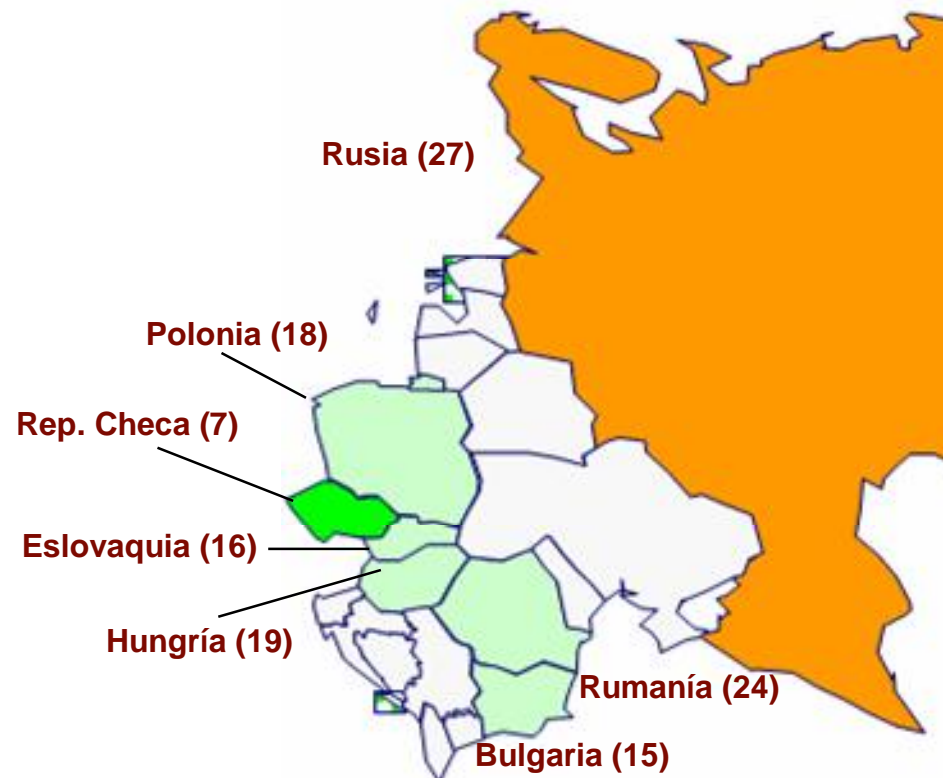 Rusia (27)
Polonia (18)
Rep. Checa (7)
Eslovaquia (16)
Hungría (19)
Rumanía (24)
Bulgaria (15)